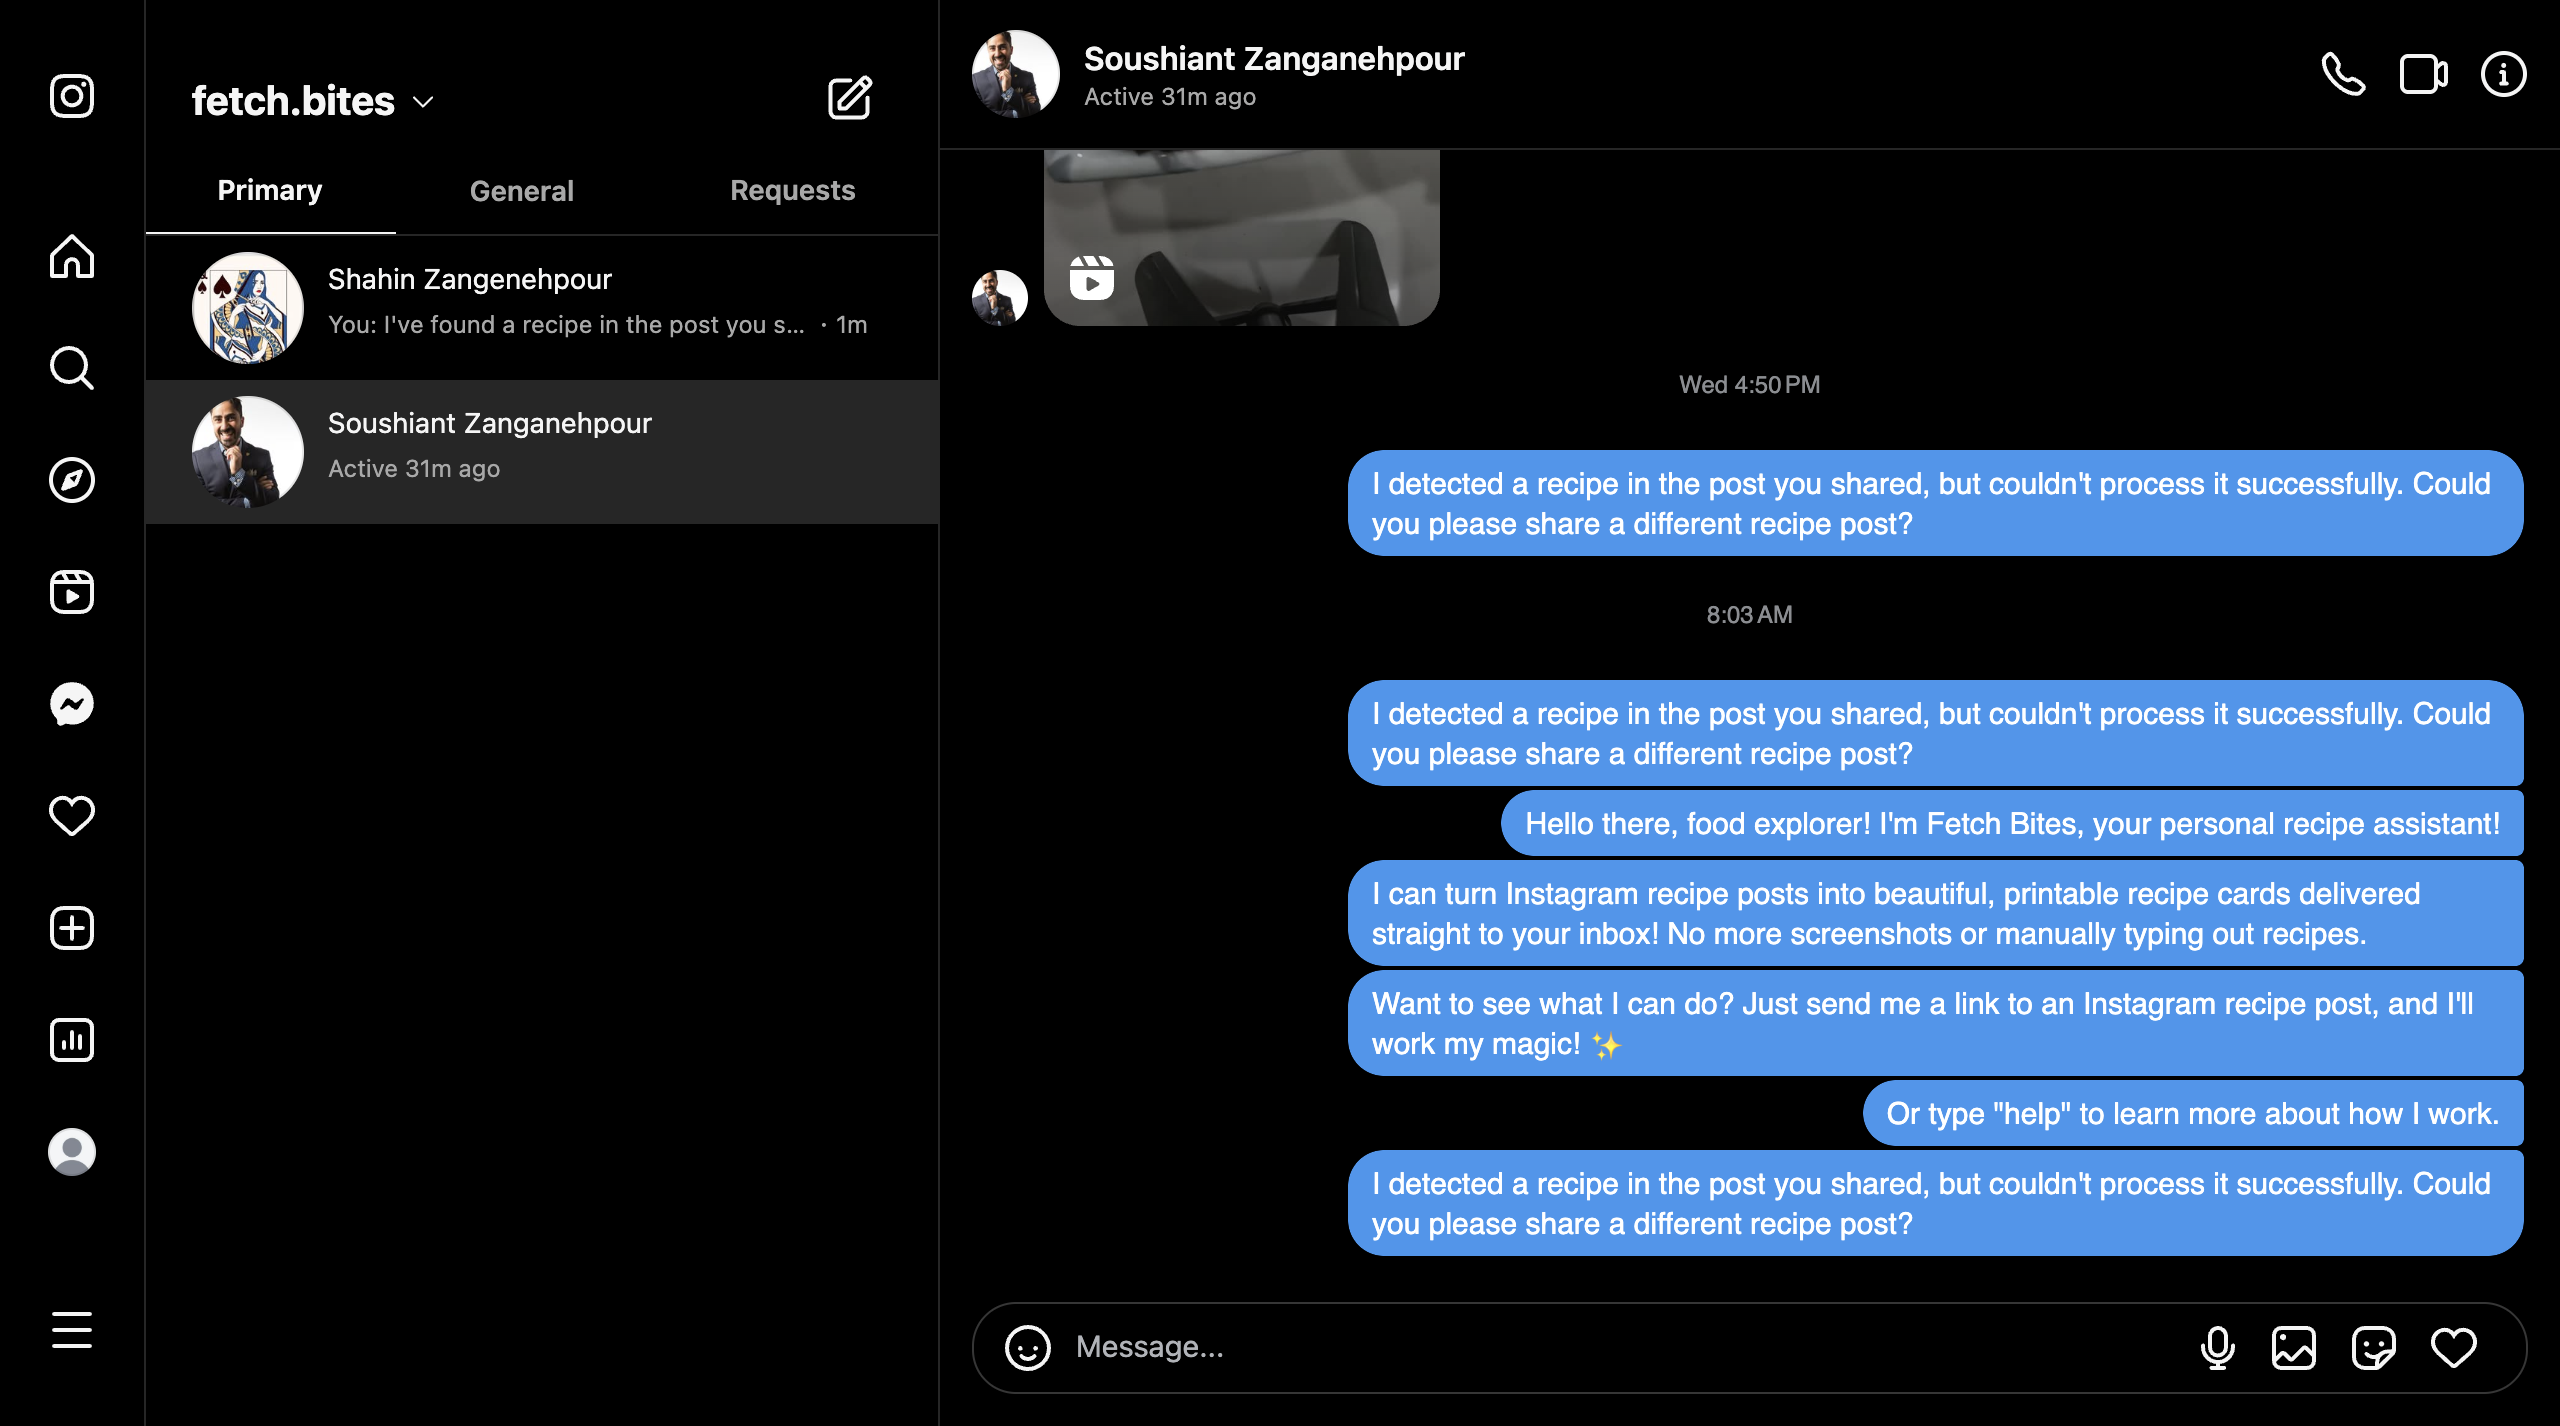 fetch.bites
Primary
General
Requests
Shahin Zangenehpour
You: I've found a recipe in the post you s... · 1m
Soushiant Zanganehpour
Active 31m ago
Soushiant Zanganehpour
Active 31m ago
Wed 4:50 PM
I detected a recipe in the post you shared, but couldn't process it successfully. Could
you please share a different recipe post?
8:03 AM
I detected a recipe in the post you shared, but couldn't process it successfully. Could
you please share a different recipe post?
Hello there, food explorer! I'm Fetch Bites, your personal recipe assistant!
I can turn Instagram recipe posts into beautiful, printable recipe cards delivered
straight to your inbox! No more screenshots or manually typing out recipes.
Want to see what I can do? Just send me a link to an Instagram recipe post, and I'll
work my magic! ✨
Or type "help" to learn more about how I work.
I detected a recipe in the post you shared, but couldn't process it successfully. Could
you please share a different recipe post?
Message...